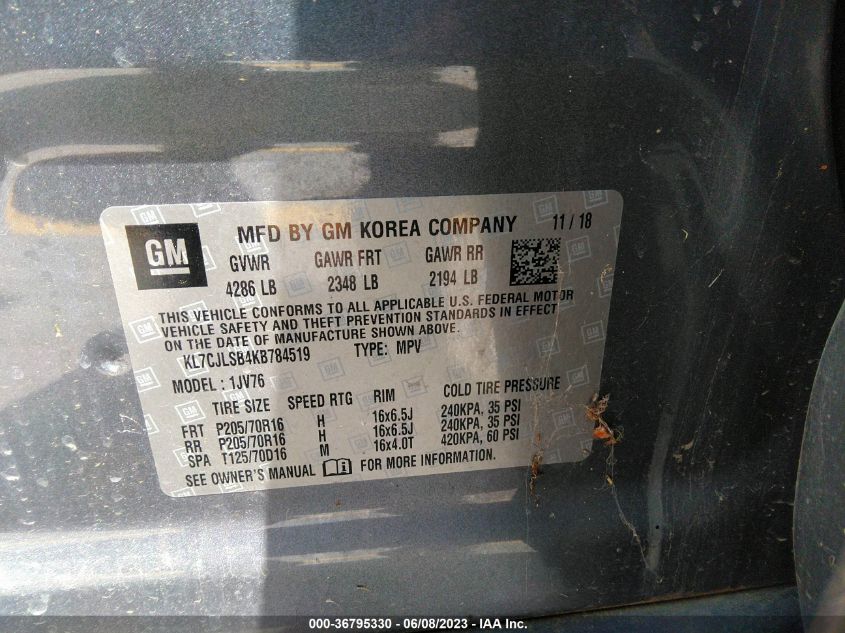 GM
MFD BY GM KOREA COMPANY 11 / 18
GVWR GAWR FRT GAWR RR
4286 LB 2348 LB 2194 LB
THIS VEHICLE CONFORMS TO ALL APPLICABLE U.S. FEDERAL MOTOR
VEHICLE SAFETY AND THEFT PREVENTION STANDARDS IN EFFECT
ON THE DATE OF MANUFACTURE SHOWN ABOVE.
KL7CJLSB4KB784519 TYPE: MPV
MODEL : 1JV76
TIRE SIZE SPEED RTG RIM COLD TIRE PRESSURE
FRT P205/70R16 H 16x6.5J 240KPA, 35 PSI
RR P205/70R16 H 16x6.5J 240KPA, 35 PSI
SPA T125/70D16 M 16x4.0T 420KPA, 60 PSI
SEE OWNER'S MANUAL FOR MORE INFORMATION.
000-36795330 - 06/08/2023 - IAA Inc.